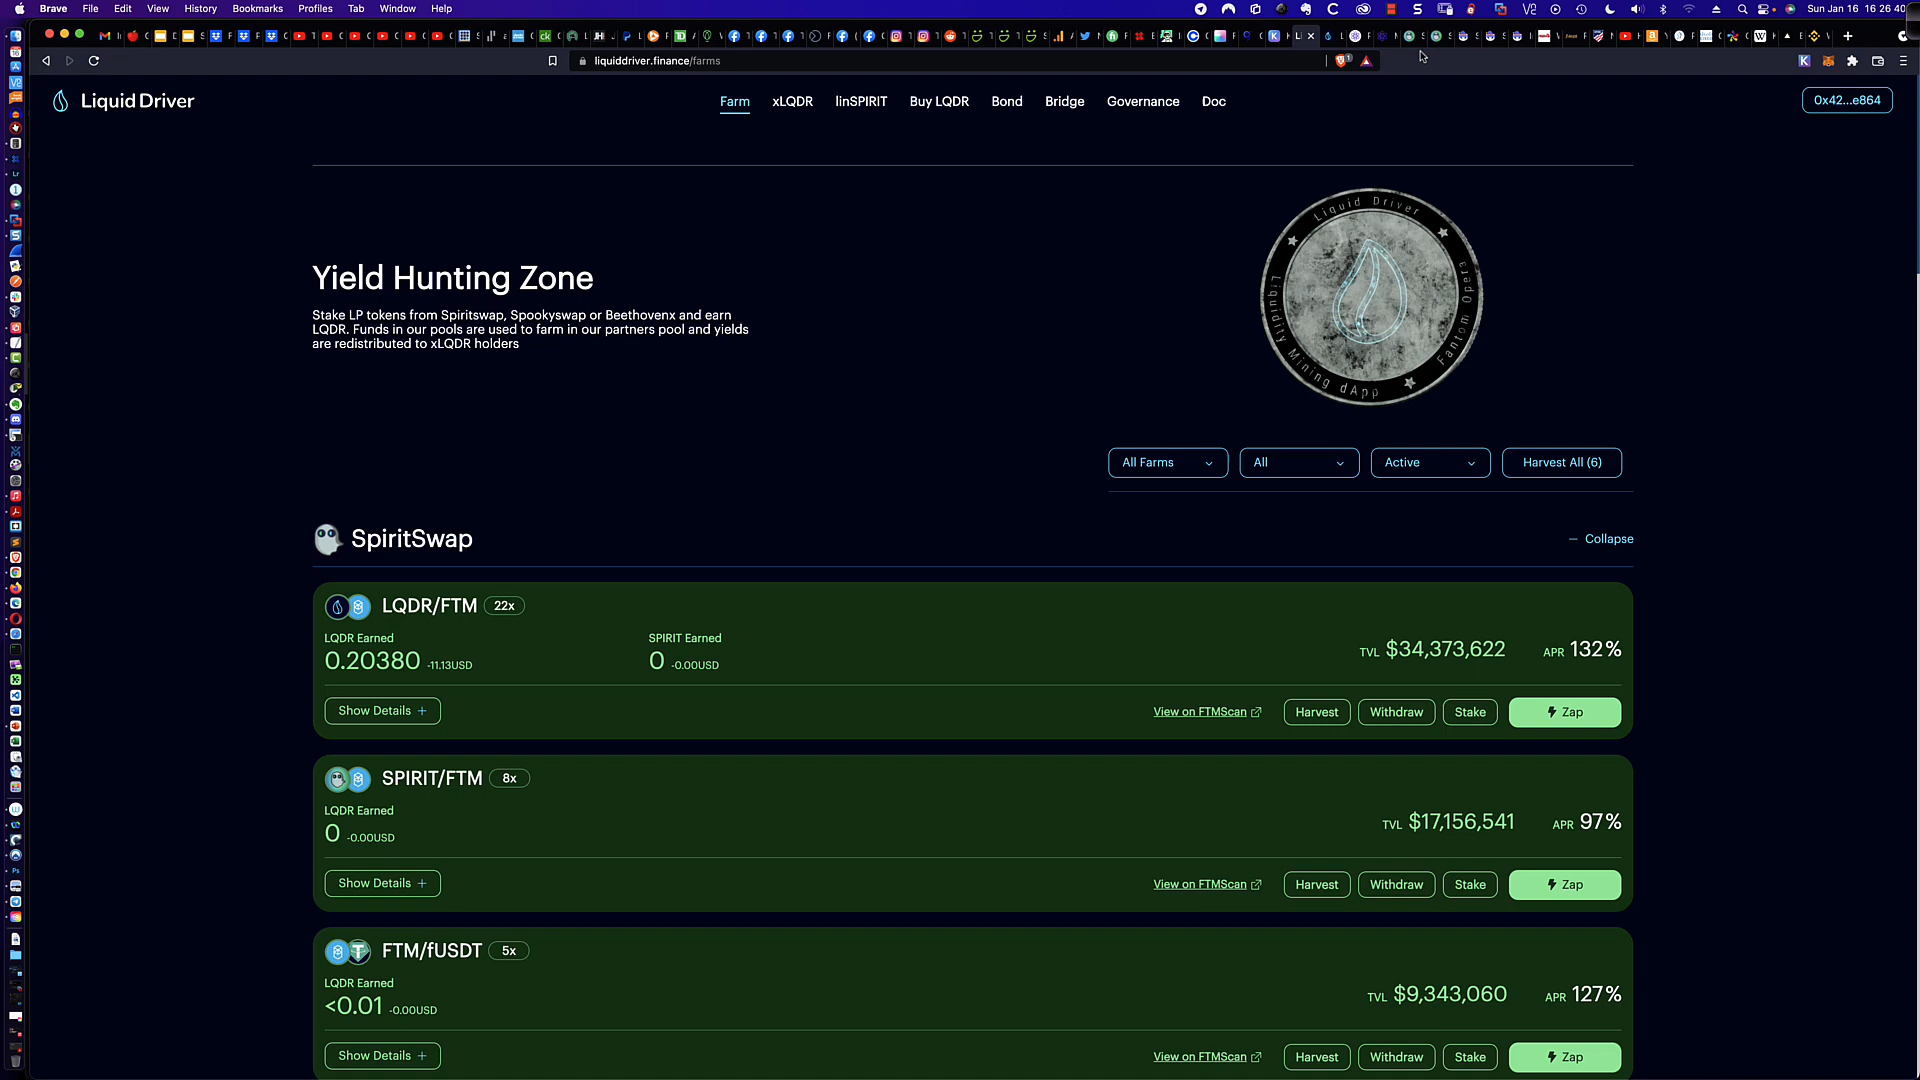 Brave File Edit View History Bookmarks Profiles Tab Window Help Sun Jan 16 16 26 40
liquiddriver.finance/farms
Liquid Driver
Farm xLQDR linSPIRIT Buy LQDR Bond Bridge Governance Doc
0x42...e864
Yield Hunting Zone
Stake LP tokens from Spiritswap, Spookyswap or Beethovenx and earn
LQDR. Funds in our pools are used to farm in our partners pool and yields
are redistributed to xLQDR holders
Liquid Driver
Liquidity Mining dApp
Fantom Opera
All Farms All Active Harvest All (6)
SpiritSwap
Collapse
LQDR/FTM 22x
LQDR Earned SPIRIT Earned
0.20380 -11.13USD 0 -0.00USD
TVL $34,373,622 APR 132%
Show Details + View on FTMScan Harvest Withdraw Stake Zap
SPIRIT/FTM 8x
LQDR Earned
0 -0.00USD
TVL $17,156,541 APR 97%
Show Details + View on FTMScan Harvest Withdraw Stake Zap
FTM/fUSDT 5x
LQDR Earned
<0.01 -0.00USD
TVL $9,343,060 APR 127%
Show Details + View on FTMScan Harvest Withdraw Stake Zap